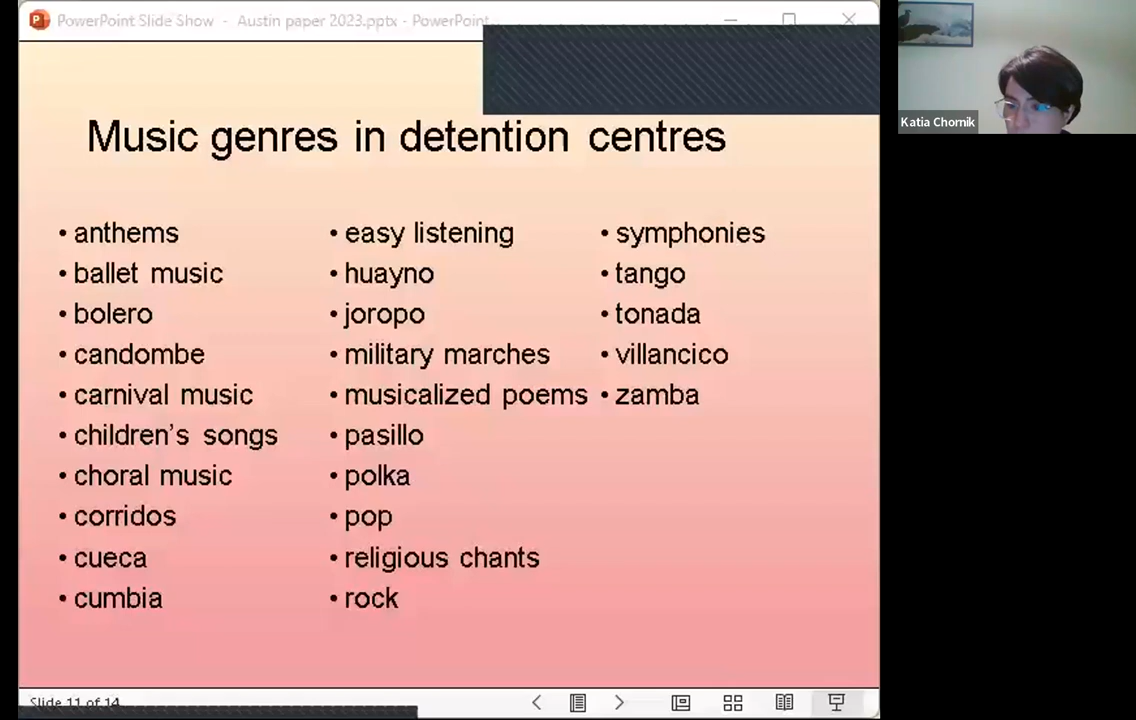 PowerPoint Slide Show - Austin paper 2023.pptx - PowerPoint
Katia Chornik
Music genres in detention centres
• anthems
• ballet music
• bolero
• candombe
• carnival music
• children's songs
• choral music
• corridos
• cueca
• cumbia
• easy listening
• huayno
• joropo
• military marches
• musicalized poems
• pasillo
• polka
• pop
• religious chants
• rock
• symphonies
• tango
• tonada
• villancico
• zamba
Slide 11 of 14